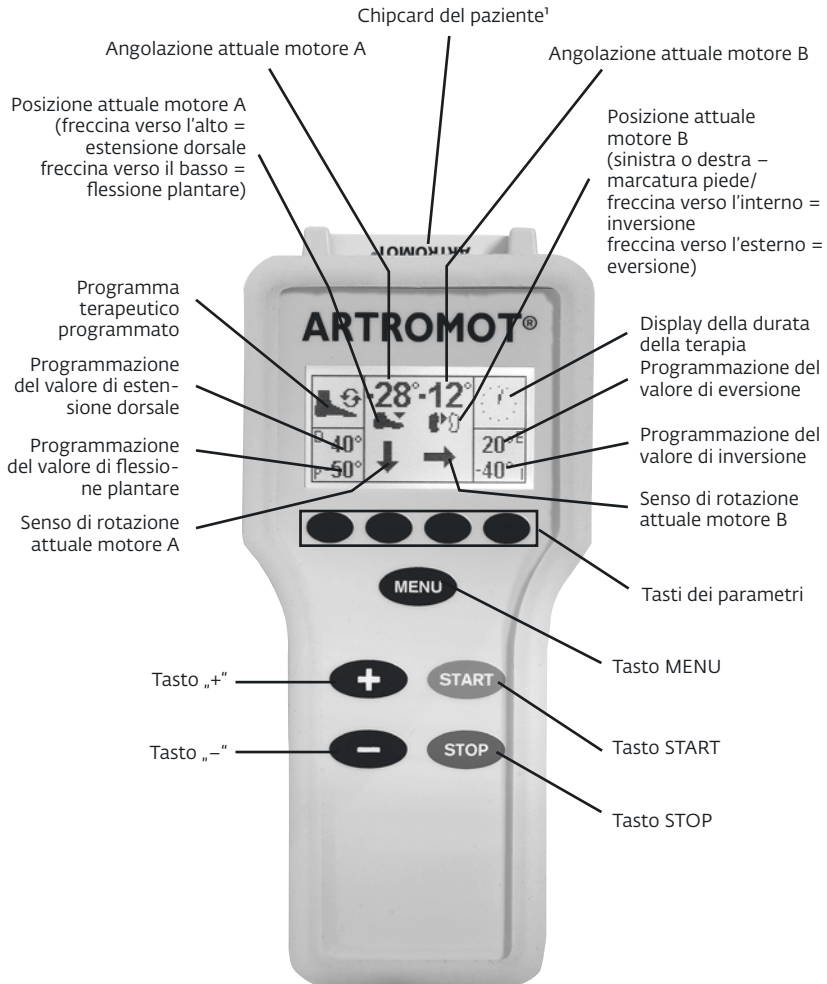 Chipcard del paziente¹
Angolazione attuale motore A
Angolazione attuale motore B
Posizione attuale motore A
(freccina verso l'alto =
estensione dorsale
freccina verso il basso =
flessione plantare)
Posizione attuale
motore B
(sinistra o destra –
marcatura piede/
freccina verso l'interno =
inversione
freccina verso l'esterno =
eversione)
ARTROMOT
Programma
terapeutico
programmato
Programmazione
del valore di esten-
sione dorsale
Programmazione
del valore di flessio-
ne plantare
Senso di rotazione
attuale motore A
ARTROMOT®
-28° -12°
D 40°
P 50°
20° E
-40° I
Display della durata
della terapia
Programmazione del
valore di eversione
Programmazione del
valore di inversione
Senso di rotazione
attuale motore B
Tasti dei parametri
MENU
Tasto MENU
Tasto „+“
+
START
Tasto START
Tasto „–“
–
STOP
Tasto STOP